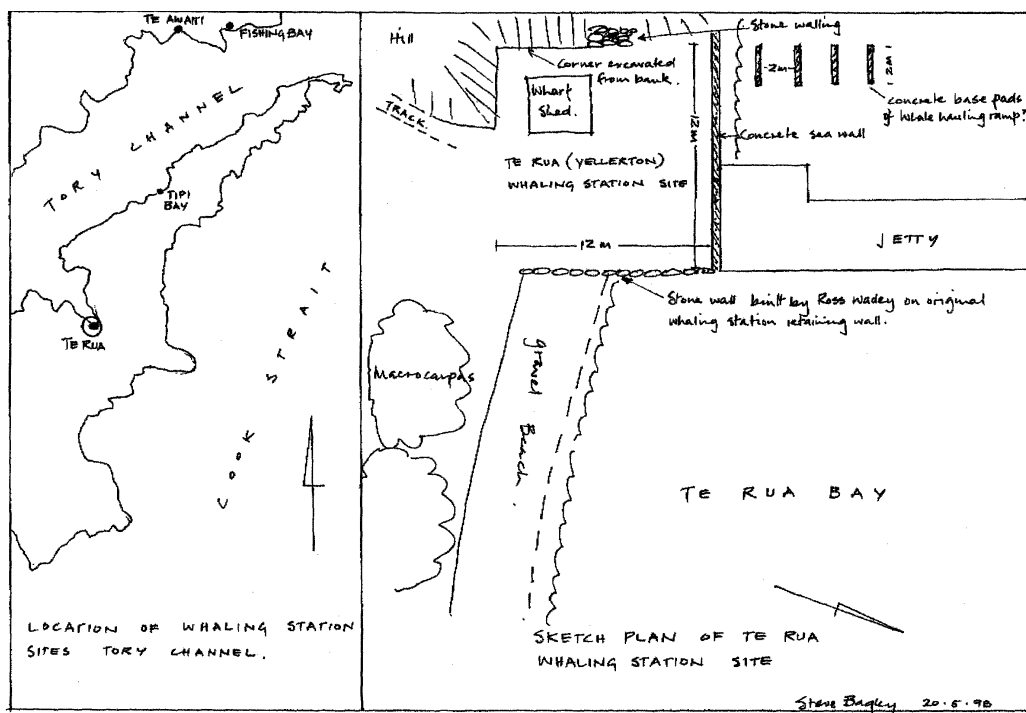 TE AWAITI
FISHING BAY
TORY CHANNEL
TIPI
BAY
TE RUA
COOK STRAIT
LOCATION OF WHALING STATION
SITES TORY CHANNEL.
Hill
Stone walling
Corner excavated
from bank.
Wharf
Shed.
TRACK
2m
1m
concrete base pads
of whale hauling ramp?
Concrete sea wall
12m
TE RUA (YELLERTON)
WHALING STATION SITE
12m
JETTY
Stone wall built by Ross Wadey on original
whaling station retaining wall.
Macrocarpas
Gravel Beach.
TE RUA BAY
SKETCH PLAN OF TE RUA
WHALING STATION SITE
Steve Bagley 20·5·98